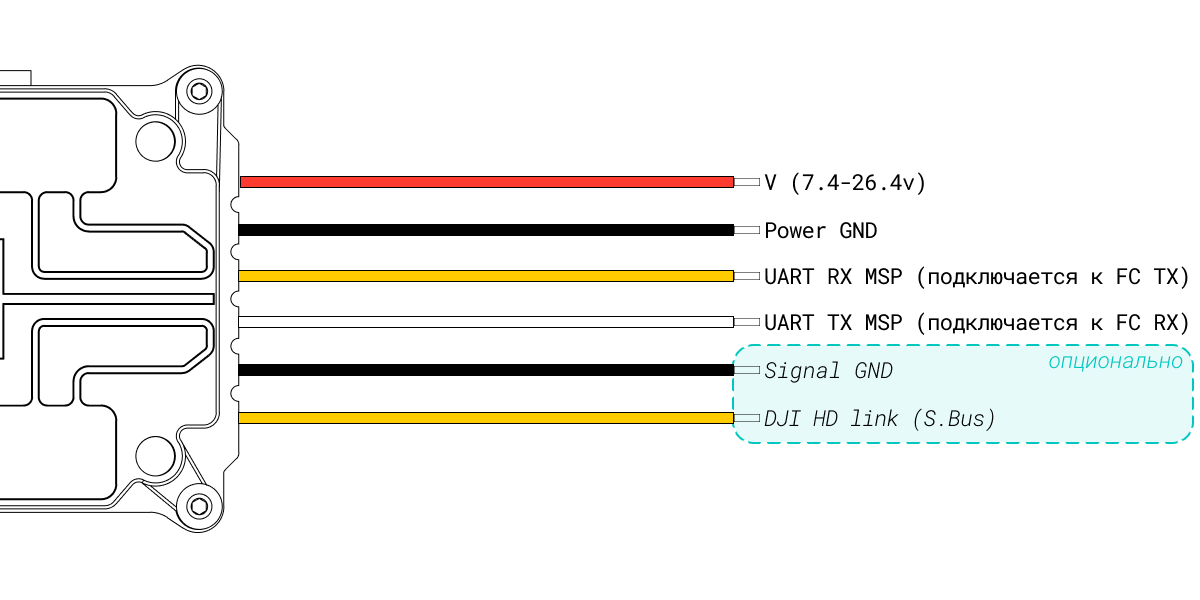 V (7.4-26.4v)
Power GND
UART RX MSP (подключается к FC TX)
UART TX MSP (подключается к FC RX)
опционально
Signal GND
DJI HD link (S.Bus)